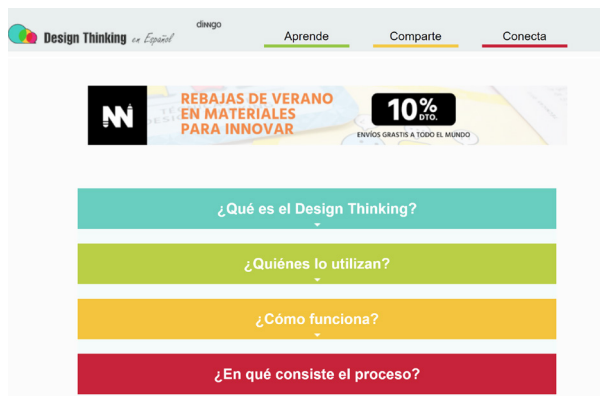 dinngo
Design Thinking en Español
Aprende Comparte Conecta
NN
REBAJAS DE VERANO
EN MATERIALES
PARA INNOVAR
10% DTO.
ENVÍOS GRASTIS A TODO EL MUNDO
¿Qué es el Design Thinking?
¿Quiénes lo utilizan?
¿Cómo funciona?
¿En qué consiste el proceso?